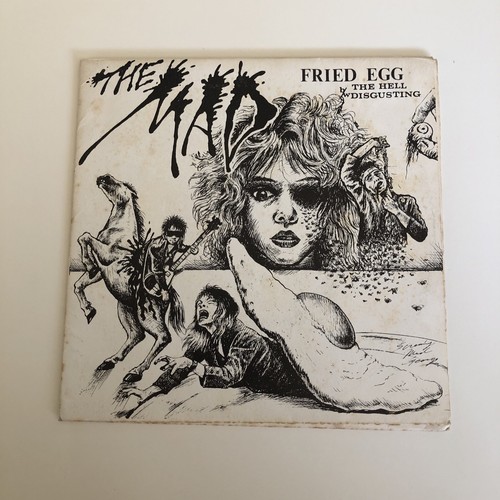 THE MAD
FRIED EGG
b/w THE HELL
DISGUSTING